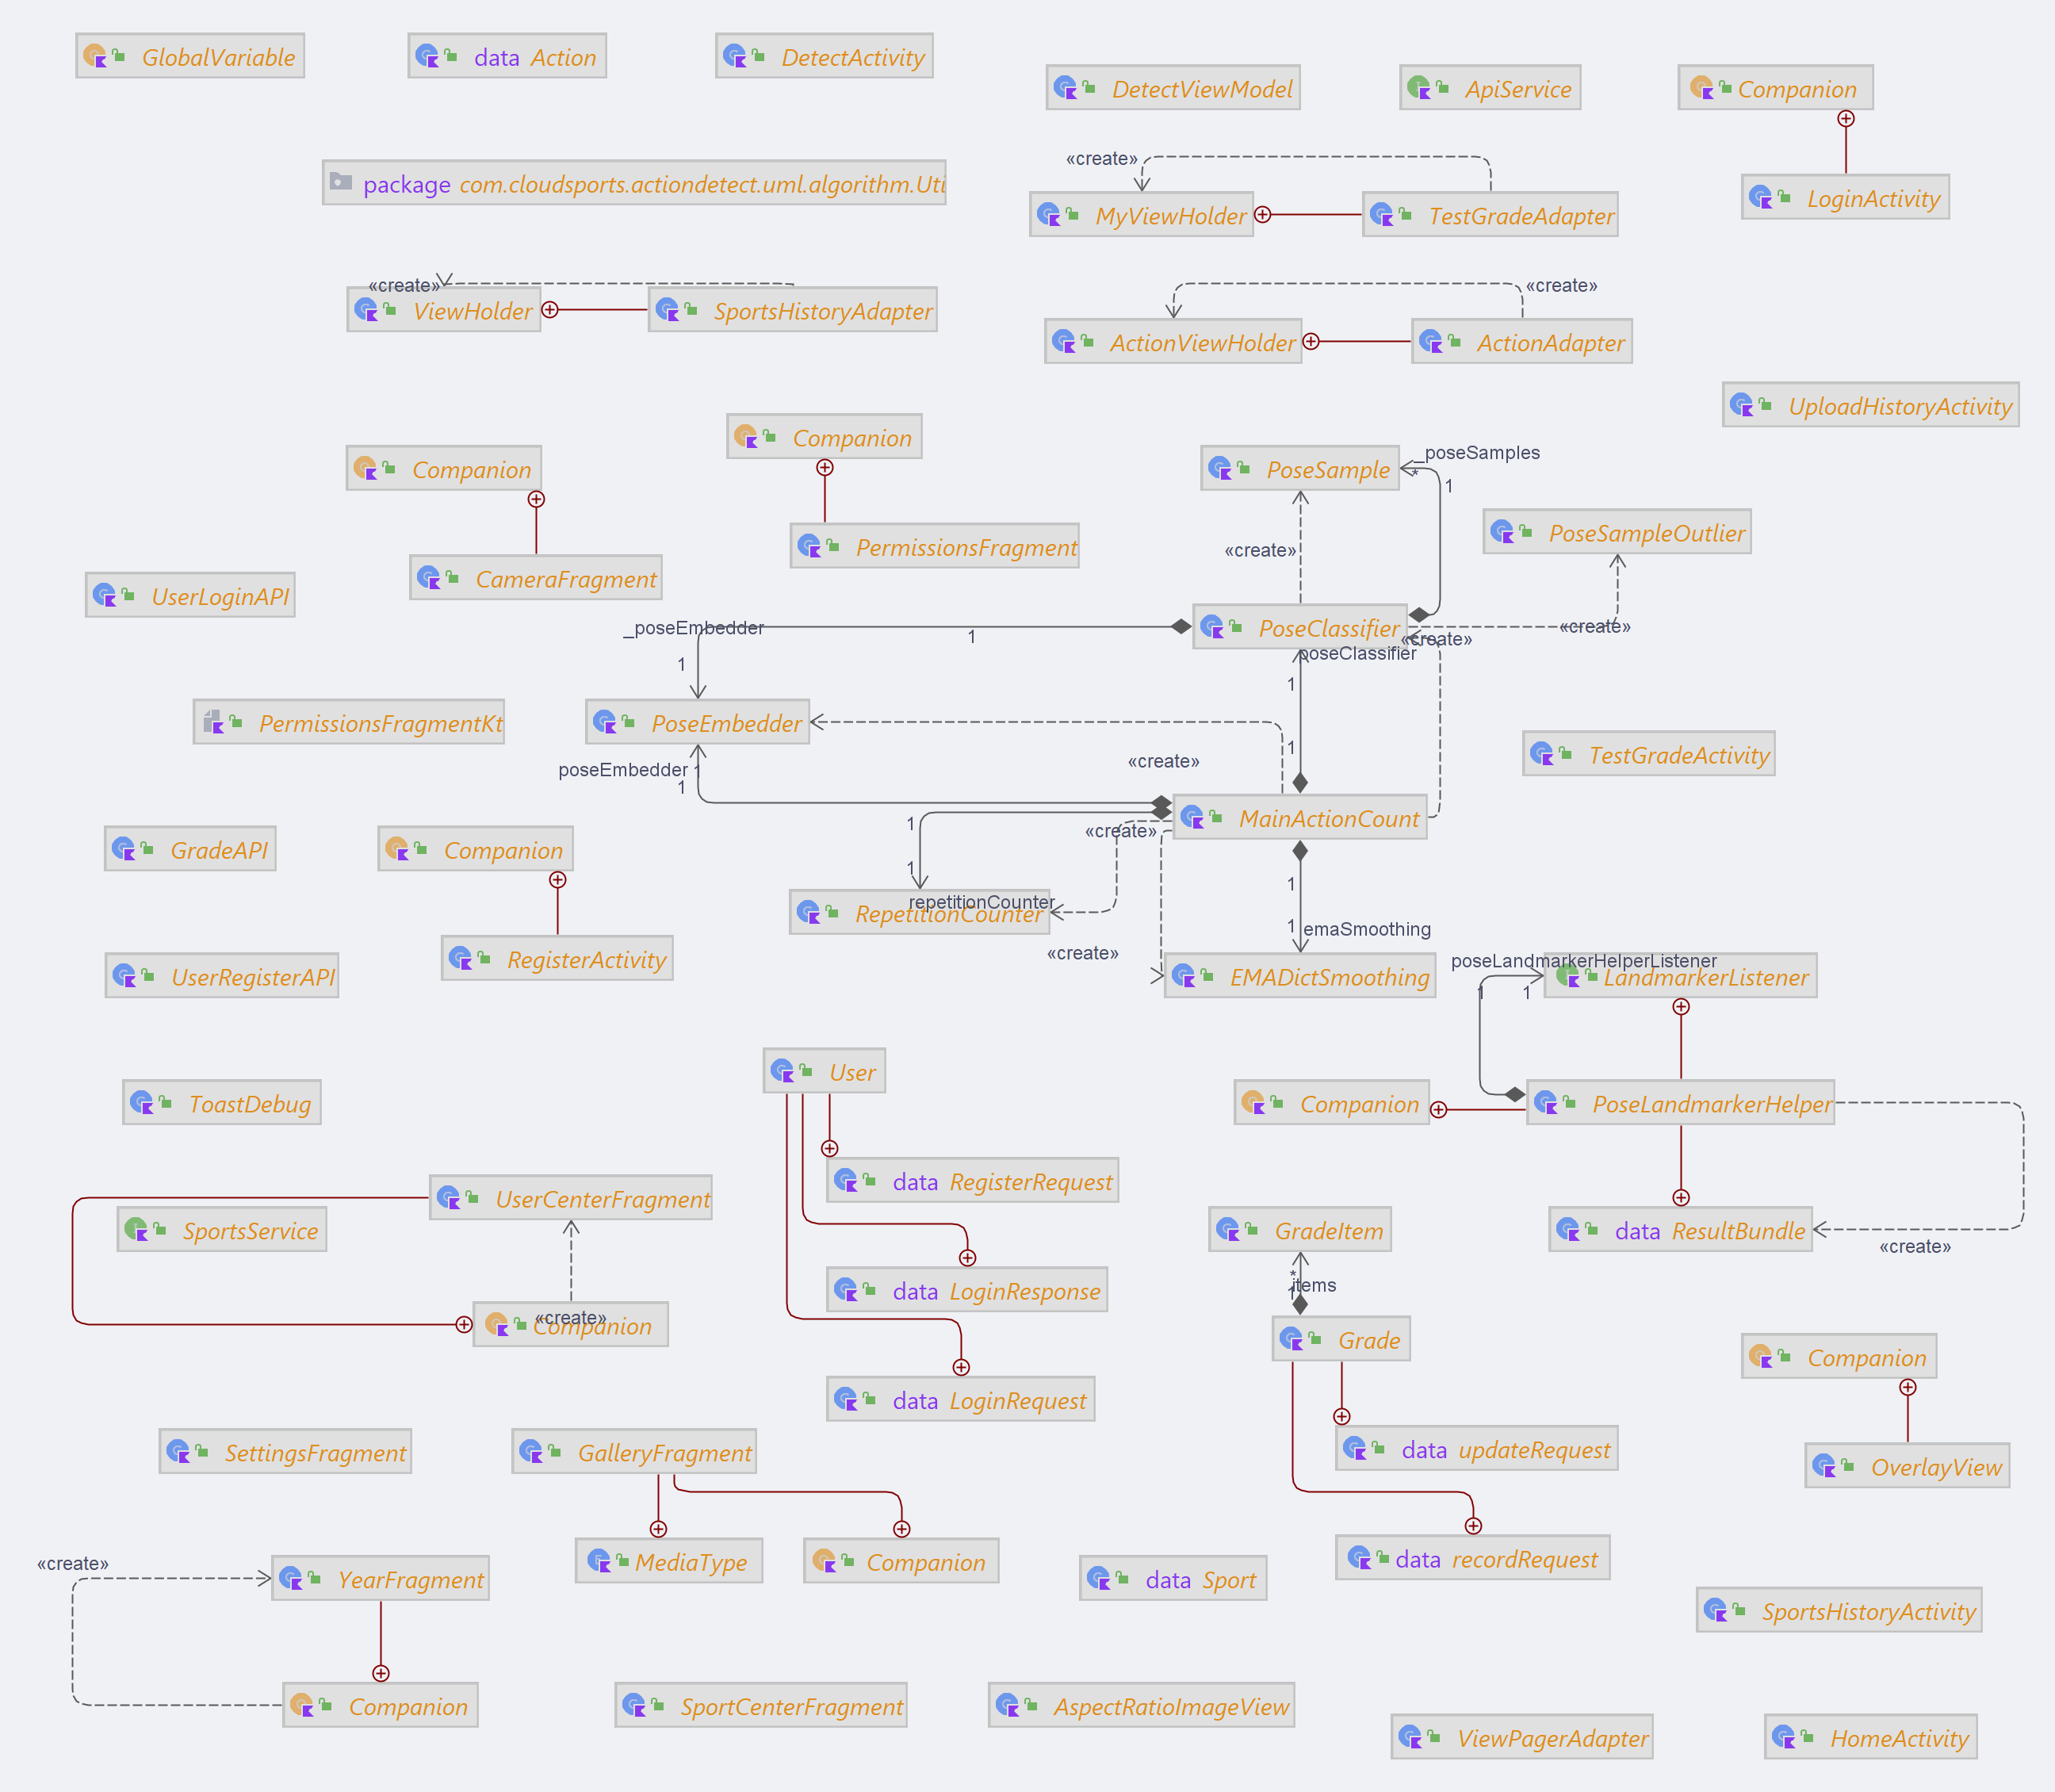 GlobalVariable
data Action
DetectActivity
DetectViewModel
ApiService
Companion
«create»
package com.cloudsports.actiondetect.uml.algorithm.Uti
MyViewHolder
TestGradeAdapter
LoginActivity
«create»
«create»
ViewHolder
SportsHistoryAdapter
ActionViewHolder
ActionAdapter
UploadHistoryActivity
Companion
Companion
_poseSamples
PoseSample
*
1
PoseSampleOutlier
PermissionsFragment
«create»
CameraFragment
UserLoginAPI
_poseEmbedder
1
PoseClassifier
«create»
«create»
poseClassifier
1
1
PermissionsFragmentKt
PoseEmbedder
1
TestGradeActivity
«create»
poseEmbedder 1
1
MainActionCount
1
«create»
GradeAPI
Companion
1
1
repetitionCounter
RepetitionCounter
1
emaSmoothing
«create»
RegisterActivity
UserRegisterAPI
EMADictSmoothing
poseLandmarkerHelperListener
LandmarkerListener
1
1
User
ToastDebug
Companion
PoseLandmarkerHelper
data RegisterRequest
UserCenterFragment
SportsService
GradeItem
data ResultBundle
«create»
*
items
1
data LoginResponse
«create»
Companion
Grade
Companion
data LoginRequest
SettingsFragment
GalleryFragment
data updateRequest
OverlayView
«create»
YearFragment
MediaType
Companion
data Sport
data recordRequest
SportsHistoryActivity
Companion
SportCenterFragment
AspectRatioImageView
ViewPagerAdapter
HomeActivity